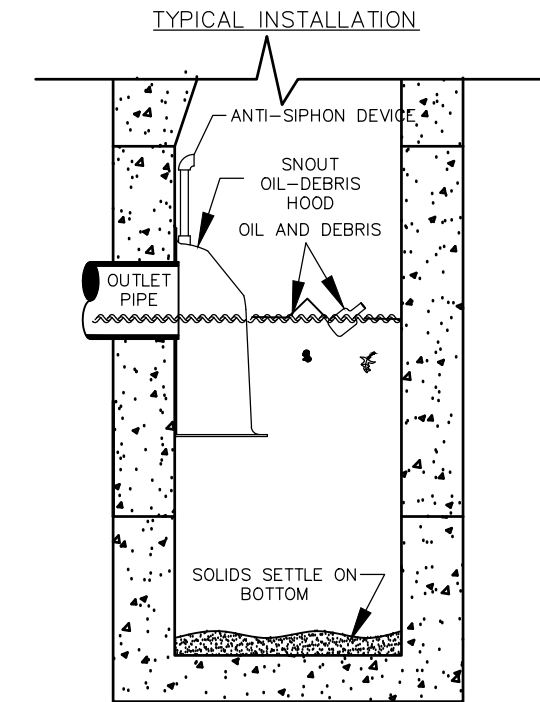 TYPICAL INSTALLATION
ANTI-SIPHON DEVICE
SNOUT
OIL-DEBRIS
HOOD
OIL AND DEBRIS
OUTLET
PIPE
SOLIDS SETTLE ON
BOTTOM